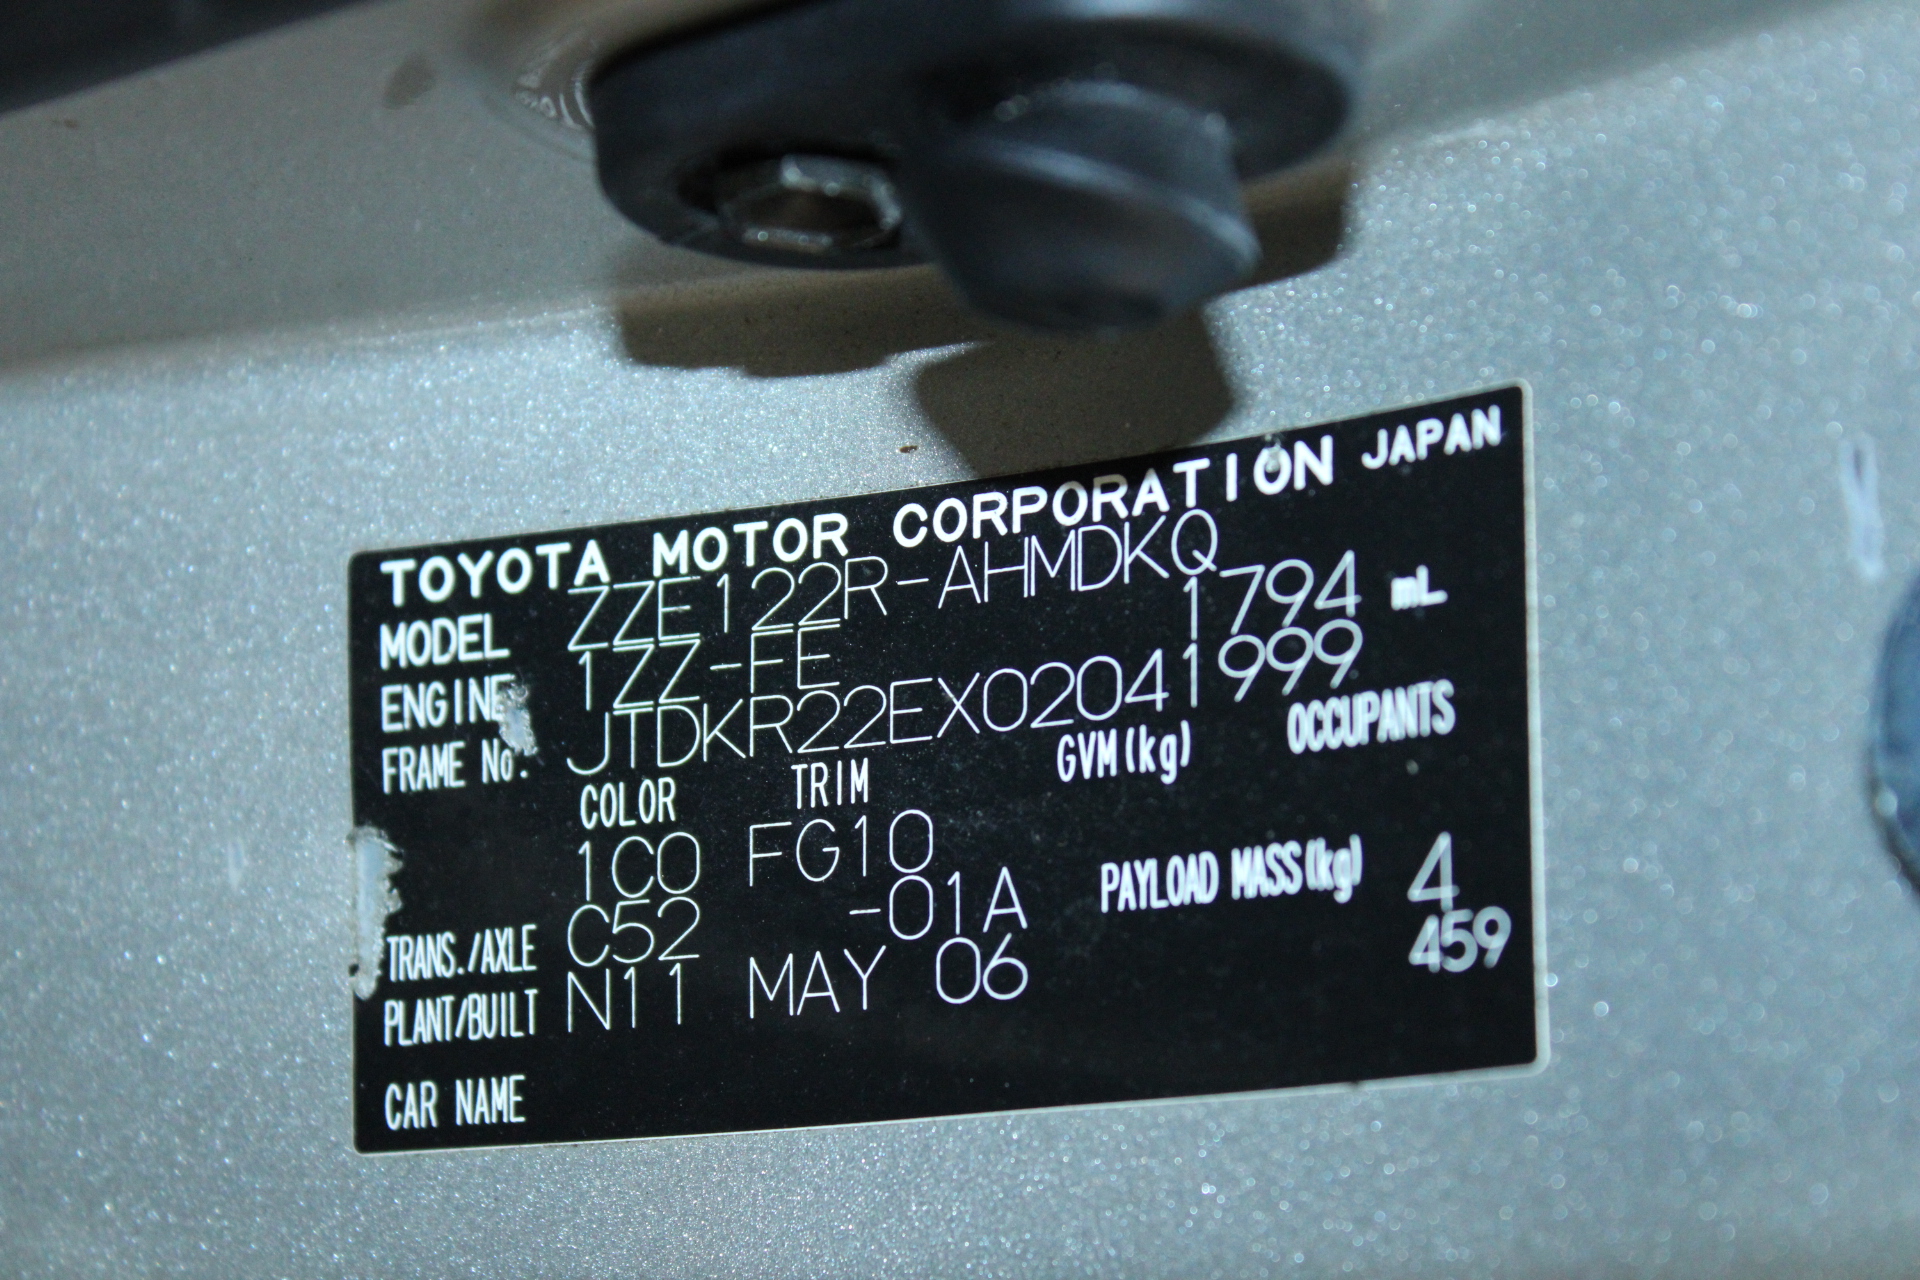 TOYOTA MOTOR CORPORATION JAPAN
MODEL ZZE122R-AHMDKQ
ENGINE 1ZZ-FE 1794 mL
FRAME No. JTDKR22EX02041999
COLOR TRIM GVM(kg) OCCUPANTS
1C0 FG10 4
TRANS./AXLE C52 -01A PAYLOAD MASS(kg) 459
PLANT/BUILT N11 MAY 06
CAR NAME